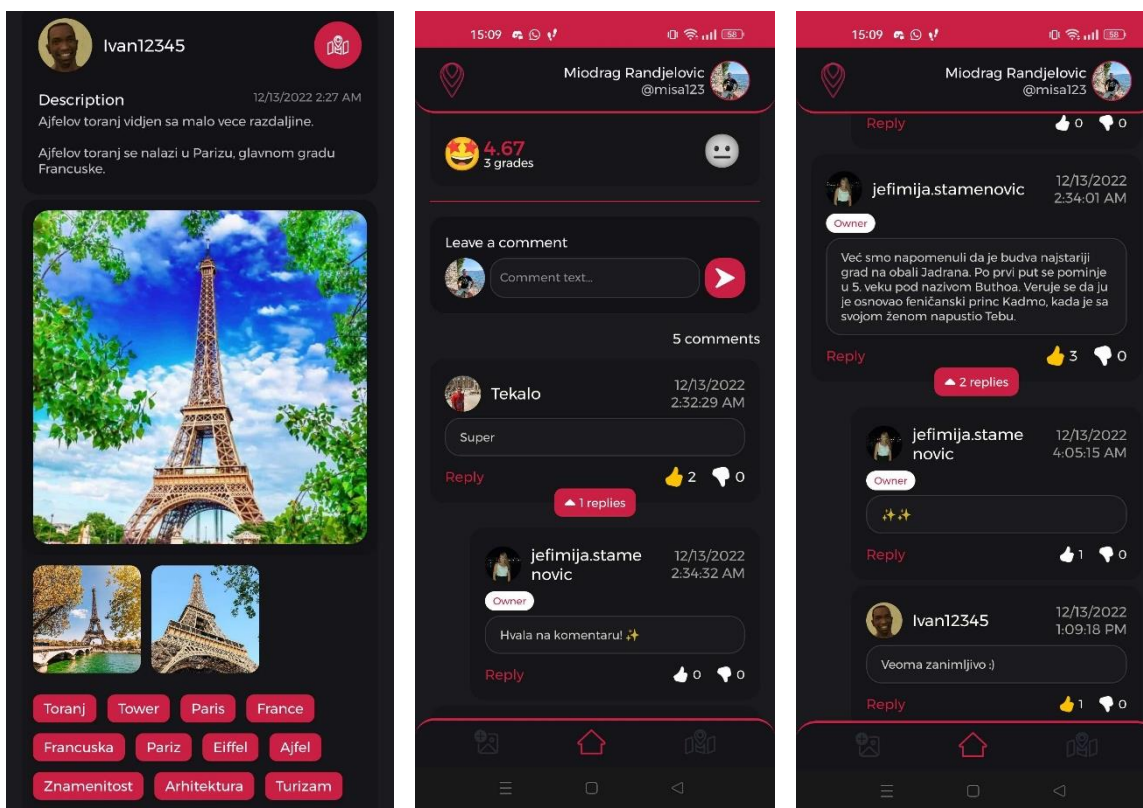 Ivan12345
Description
12/13/2022 2:27 AM
Ajfelov toranj vidjen sa malo vece razdaljine.
Ajfelov toranj se nalazi u Parizu, glavnom gradu
Francuske.
Toranj
Tower
Paris
France
Francuska
Pariz
Eiffel
Ajfel
Znamenitost
Arhitektura
Turizam
15:09
58
Miodrag Randjelovic
@misa123
4.67
3 grades
Leave a comment
Comment text...
5 comments
Tekalo
12/13/2022
2:32:29 AM
Super
Reply
2
0
1 replies
jefimija.stame
novic
12/13/2022
2:34:32 AM
Owner
Hvala na komentaru! ✨
Reply
0
0
15:09
58
Miodrag Randjelovic
@misa123
Reply
0
0
jefimija.stamenovic
12/13/2022
2:34:01 AM
Owner
Već smo napomenuli da je budva najstariji
grad na obali Jadrana. Po prvi put se pominje
u 5. veku pod nazivom Buthoa. Veruje se da ju
je osnovao feničanski princ Kadmo, kada je sa
svojom ženom napustio Tebu.
Reply
3
0
2 replies
jefimija.stame
novic
12/13/2022
4:05:15 AM
Owner
✨✨
Reply
1
0
Ivan12345
12/13/2022
1:09:18 PM
Veoma zanimljivo :)
Reply
1
0